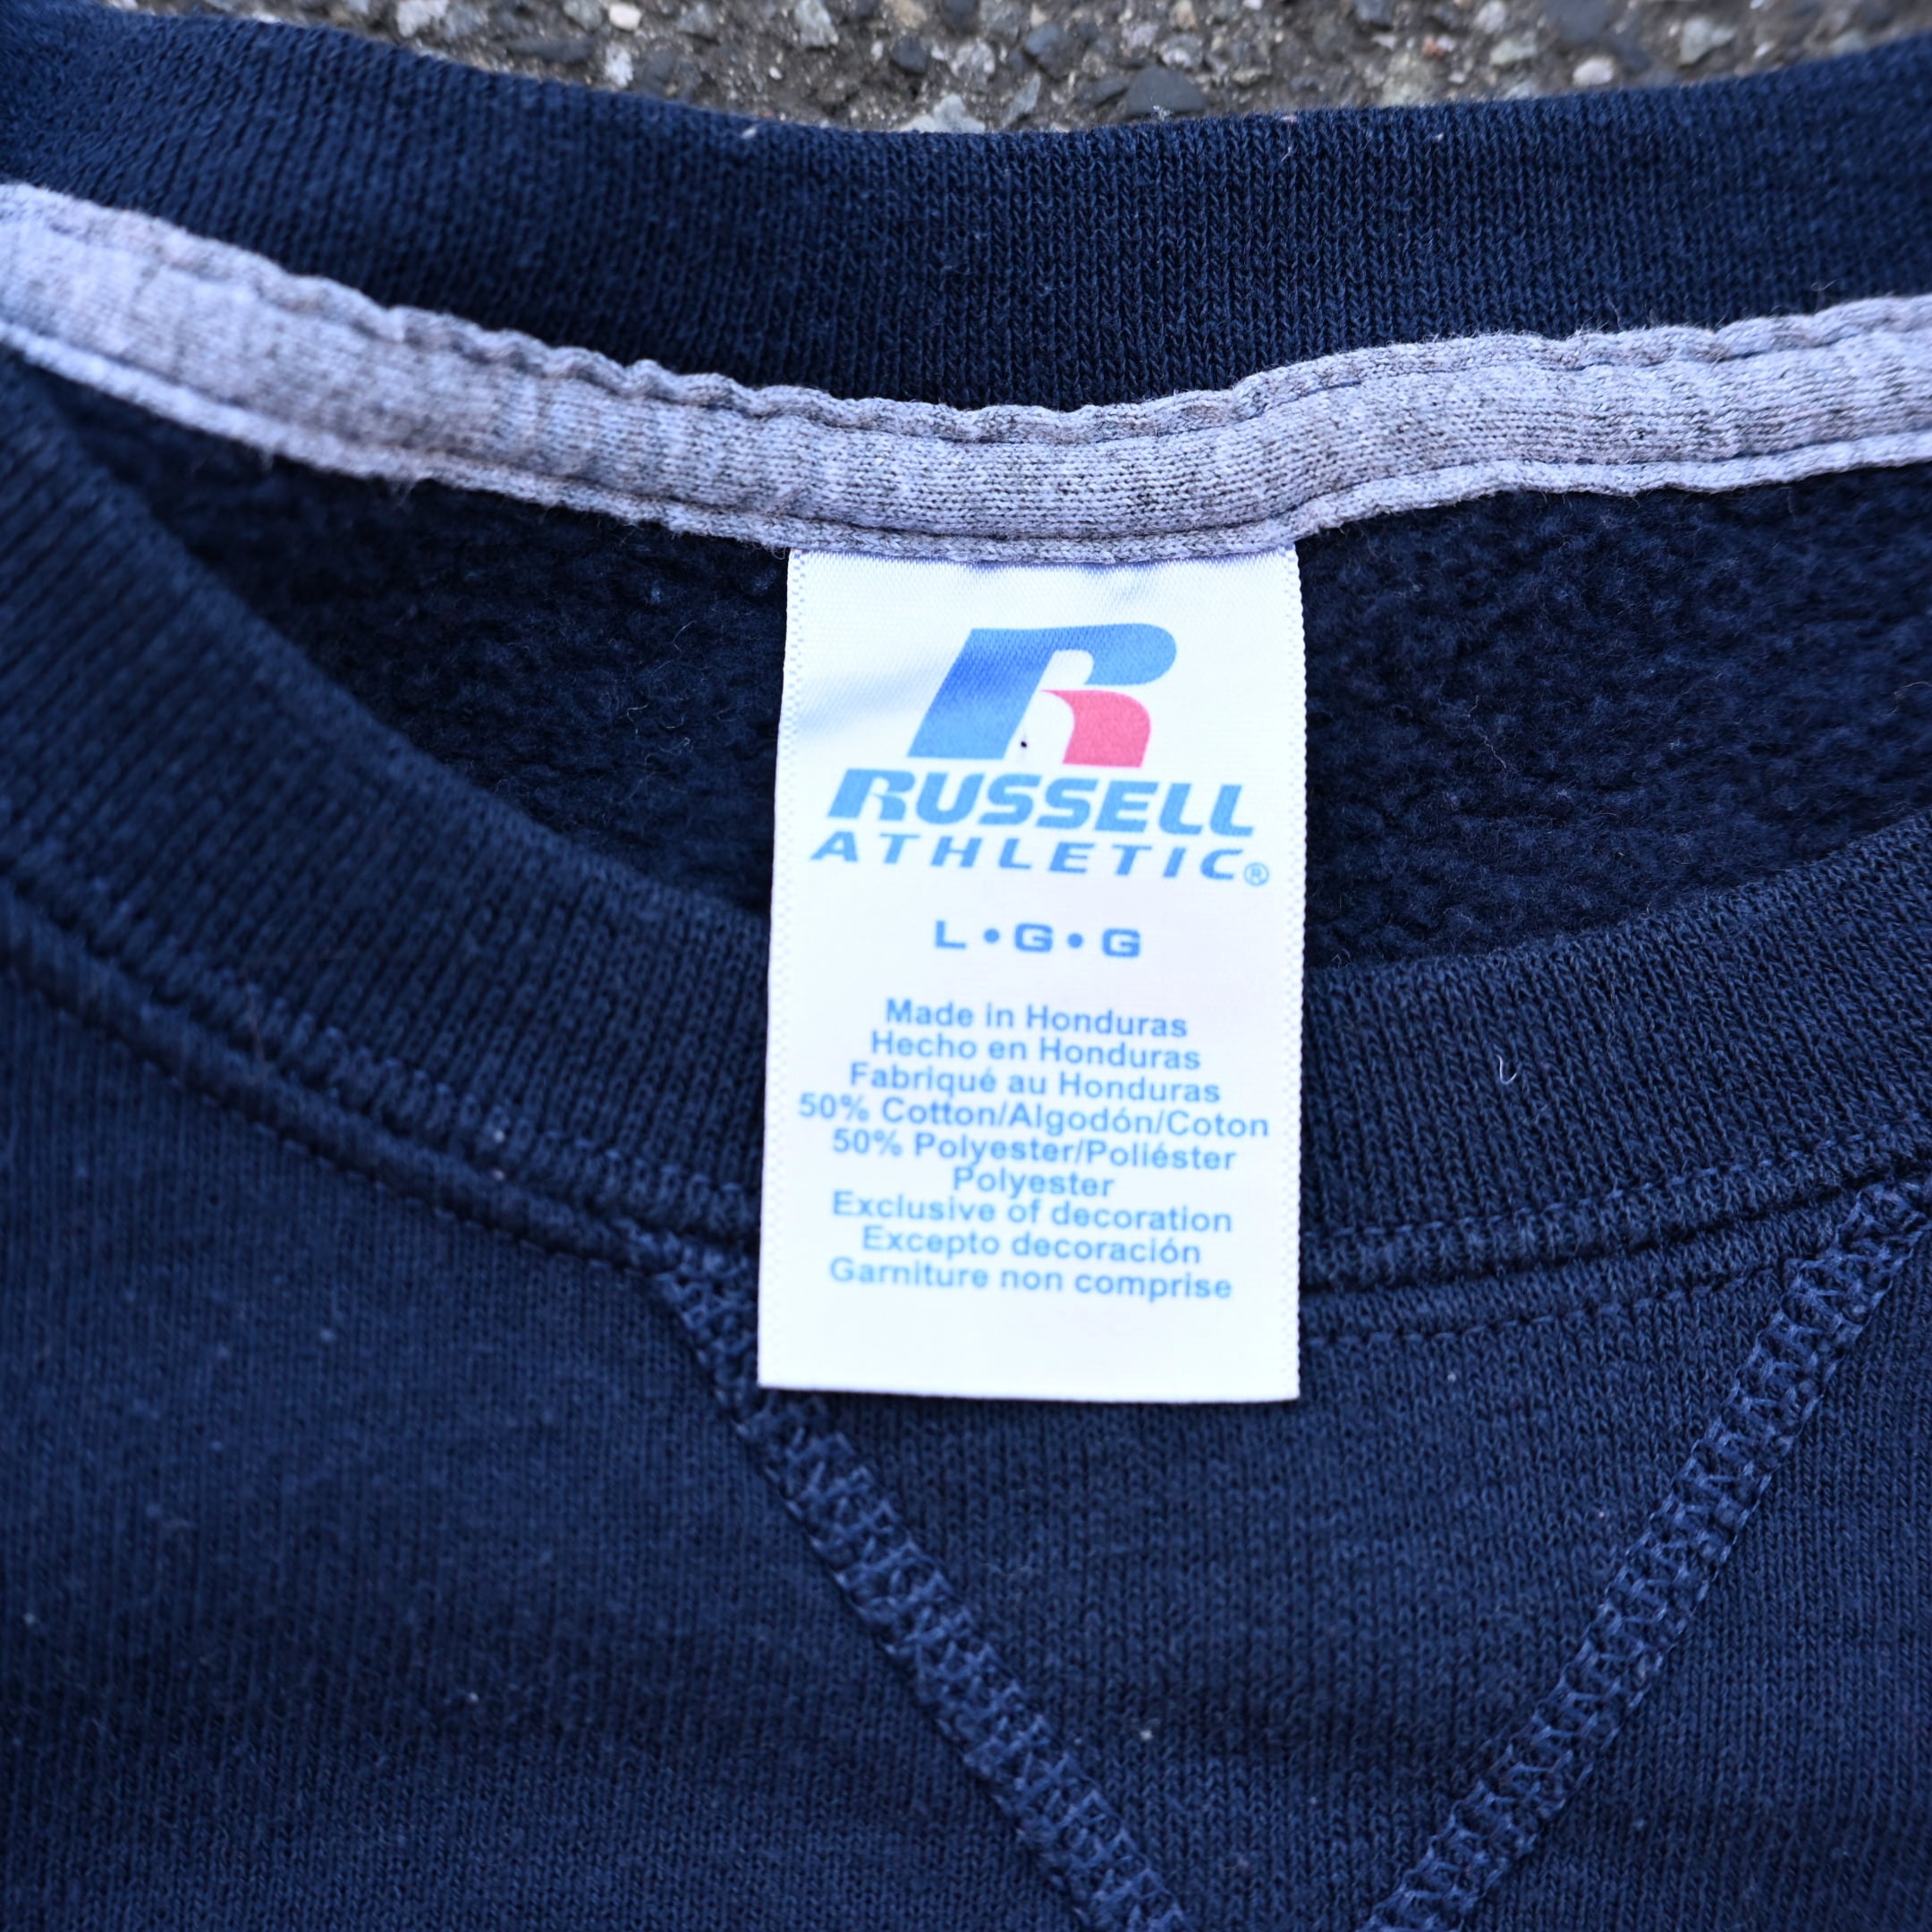 RUSSELL
ATHLETIC®
L•G•G
Made in Honduras
Hecho en Honduras
Fabriqué au Honduras
50% Cotton/Algodón/Coton
50% Polyester/Poliéster
Polyester
Exclusive of decoration
Excepto decoración
Garniture non comprise